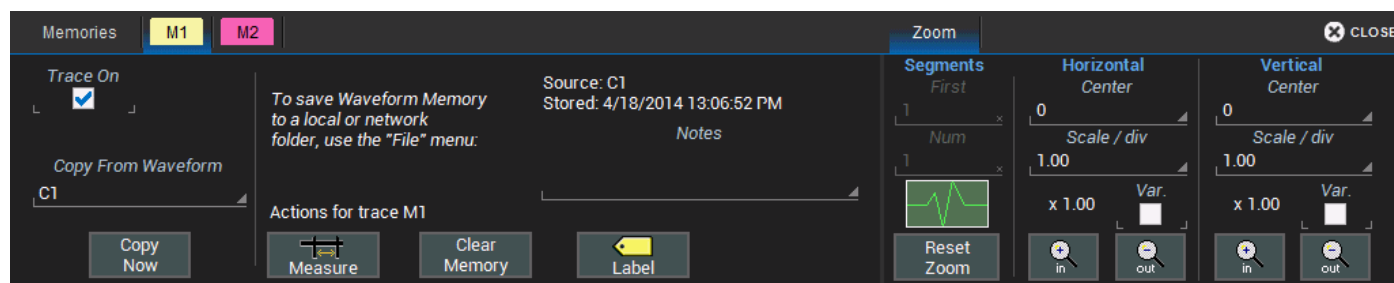 Memories
M1
M2
Zoom
CLOSE
Trace On
Copy From Waveform
C1
Copy
Now
To save Waveform Memory
to a local or network
folder, use the "File" menu:
Actions for trace M1
Measure
Clear
Memory
Source: C1
Stored: 4/18/2014 13:06:52 PM
Notes
Label
Segments
First
1
Num
1
Reset
Zoom
Horizontal
Center
0
Scale / div
1.00
x 1.00
Var.
in
out
Vertical
Center
0
Scale / div
1.00
x 1.00
Var.
in
out